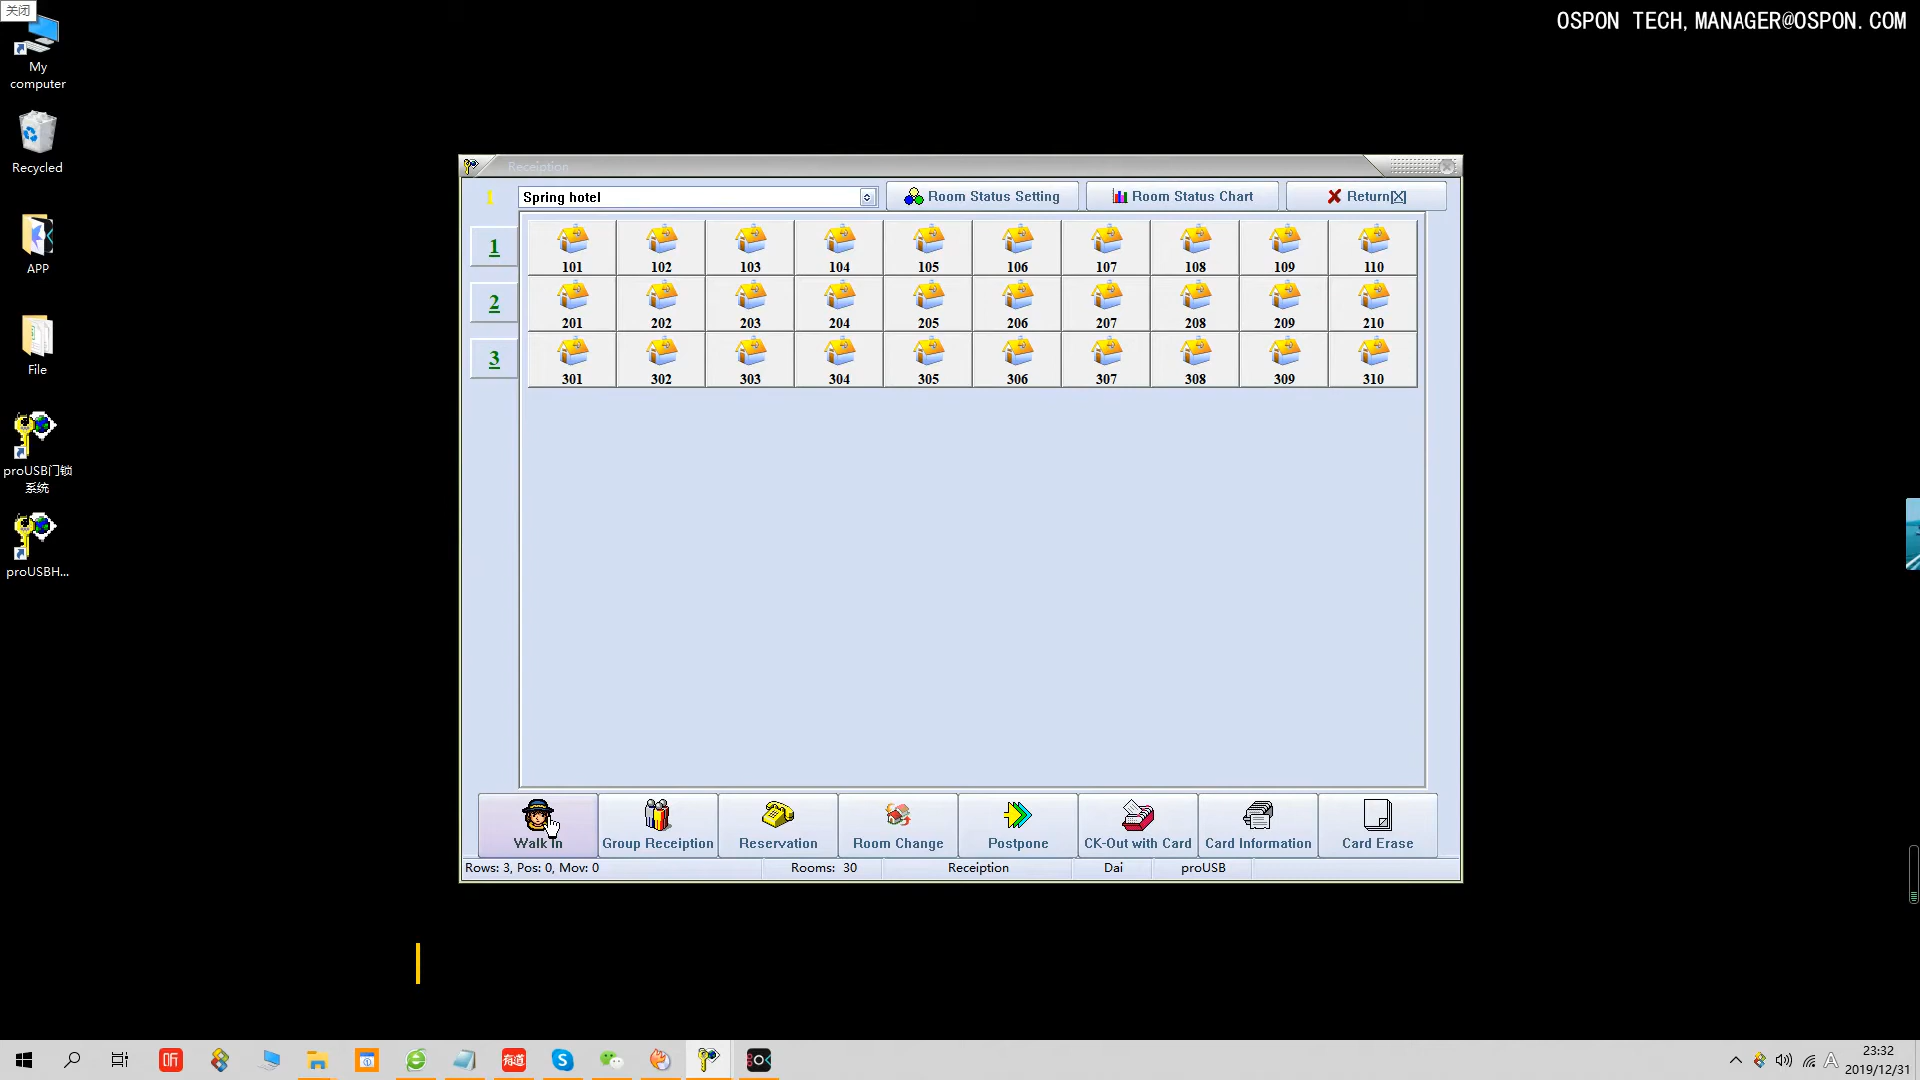 关闭
OSPON TECH,MANAGER@OSPON.COM
My
computer
Recycled
APP
File
proUSB门锁
系统
proUSBH...
Receiption
1
Spring hotel
Room Status Setting
Room Status Chart
Return[X]
1
101 102 103 104 105 106 107 108 109 110
2
201 202 203 204 205 206 207 208 209 210
3
301 302 303 304 305 306 307 308 309 310
Walk In
Group Receiption
Reservation
Room Change
Postpone
CK-Out with Card
Card Information
Card Erase
Rows: 3, Pos: 0, Mov: 0
Rooms: 30
Receiption
Dai
proUSB
听
有道
S
A
23:32
2019/12/31